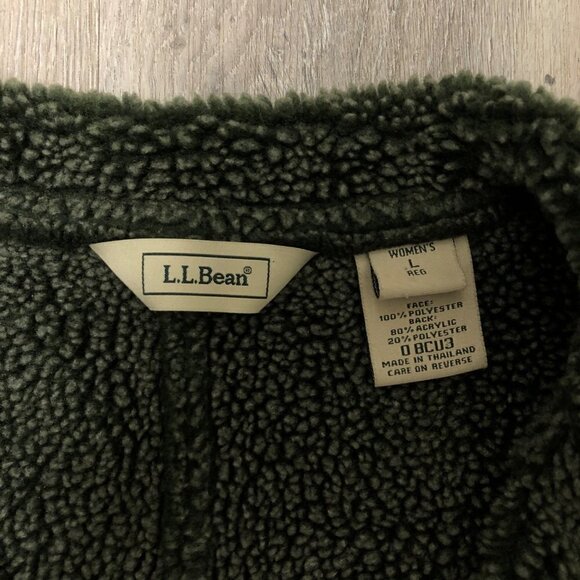 L.L.Bean®
WOMEN'S
L
REG
FACE:
100% POLYESTER
BACK:
80% ACRYLIC
20% POLYESTER
0 8CU3
MADE IN THAILAND
CARE ON REVERSE